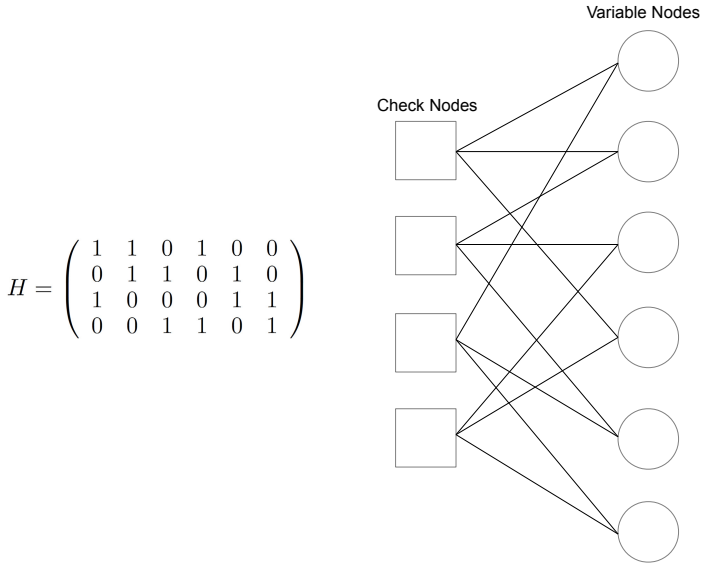 Variable Nodes
Check Nodes
H =
1 1 0 1 0 0
0 1 1 0 1 0
1 0 0 0 1 1
0 0 1 1 0 1